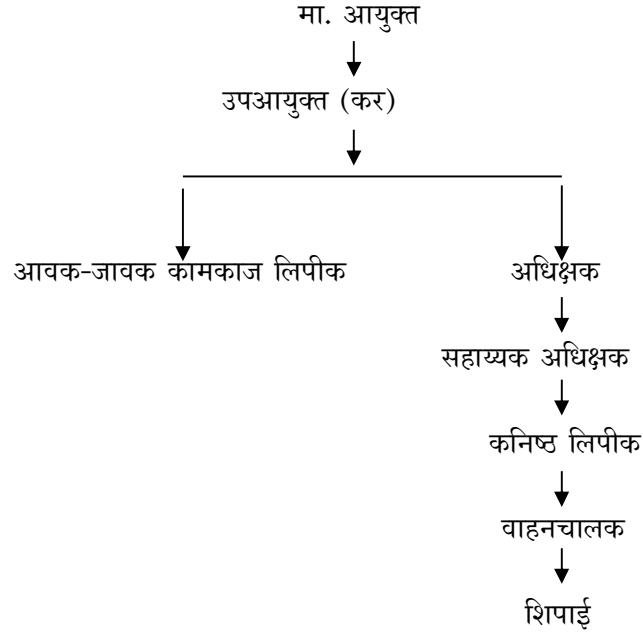 मा. आयुक्त
उपआयुक्त (कर)
आवक-जावक कामकाज लिपीक
अधिक्षक
सहाय्यक अधिक्षक
कनिष्ठ लिपीक
वाहनचालक
शिपाई